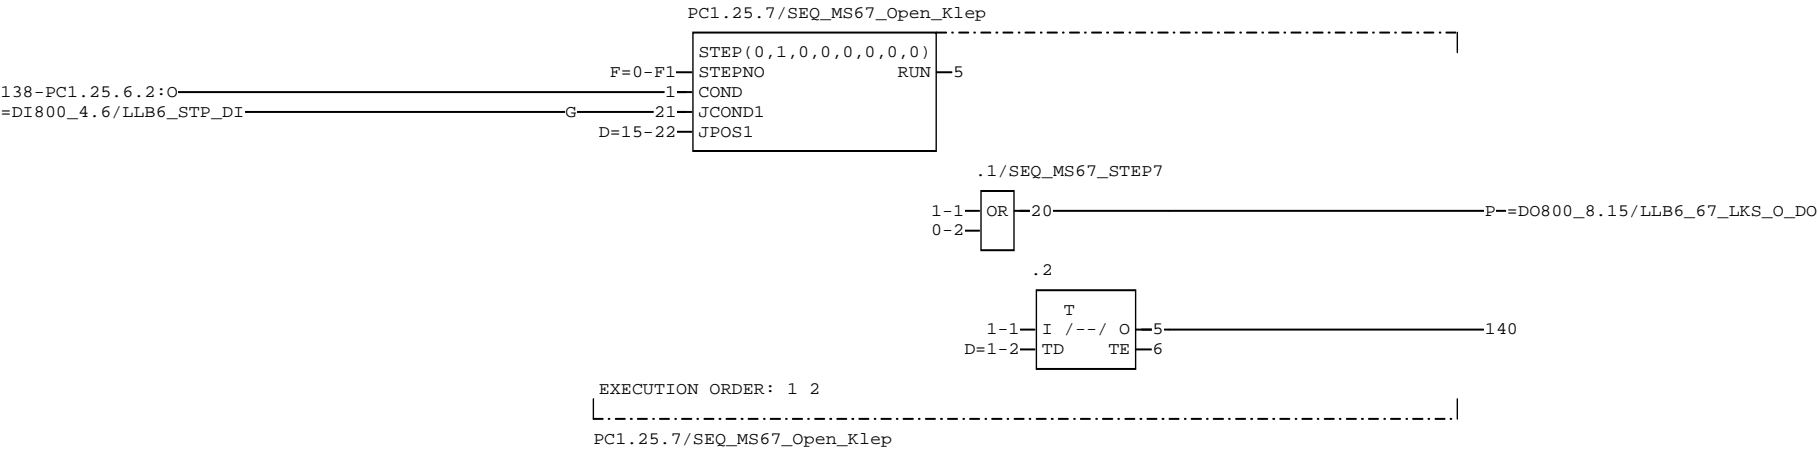 PC1.25.7/SEQ_MS67_Open_Klep
STEP(0,1,0,0,0,0,0,0)
F=0-F1 STEPNO RUN 5
138-PC1.25.6.2:O 1 COND
=DI800_4.6/LLB6_STP_DI G 21 JCOND1
D=15-22 JPOS1
.1/SEQ_MS67_STEP7
1-1 OR 20 P =DO800_8.15/LLB6_67_LKS_O_DO
0-2
.2
T
1-1 I /--/ O 5 140
D=1-2 TD TE 6
EXECUTION ORDER: 1 2
PC1.25.7/SEQ_MS67_Open_Klep